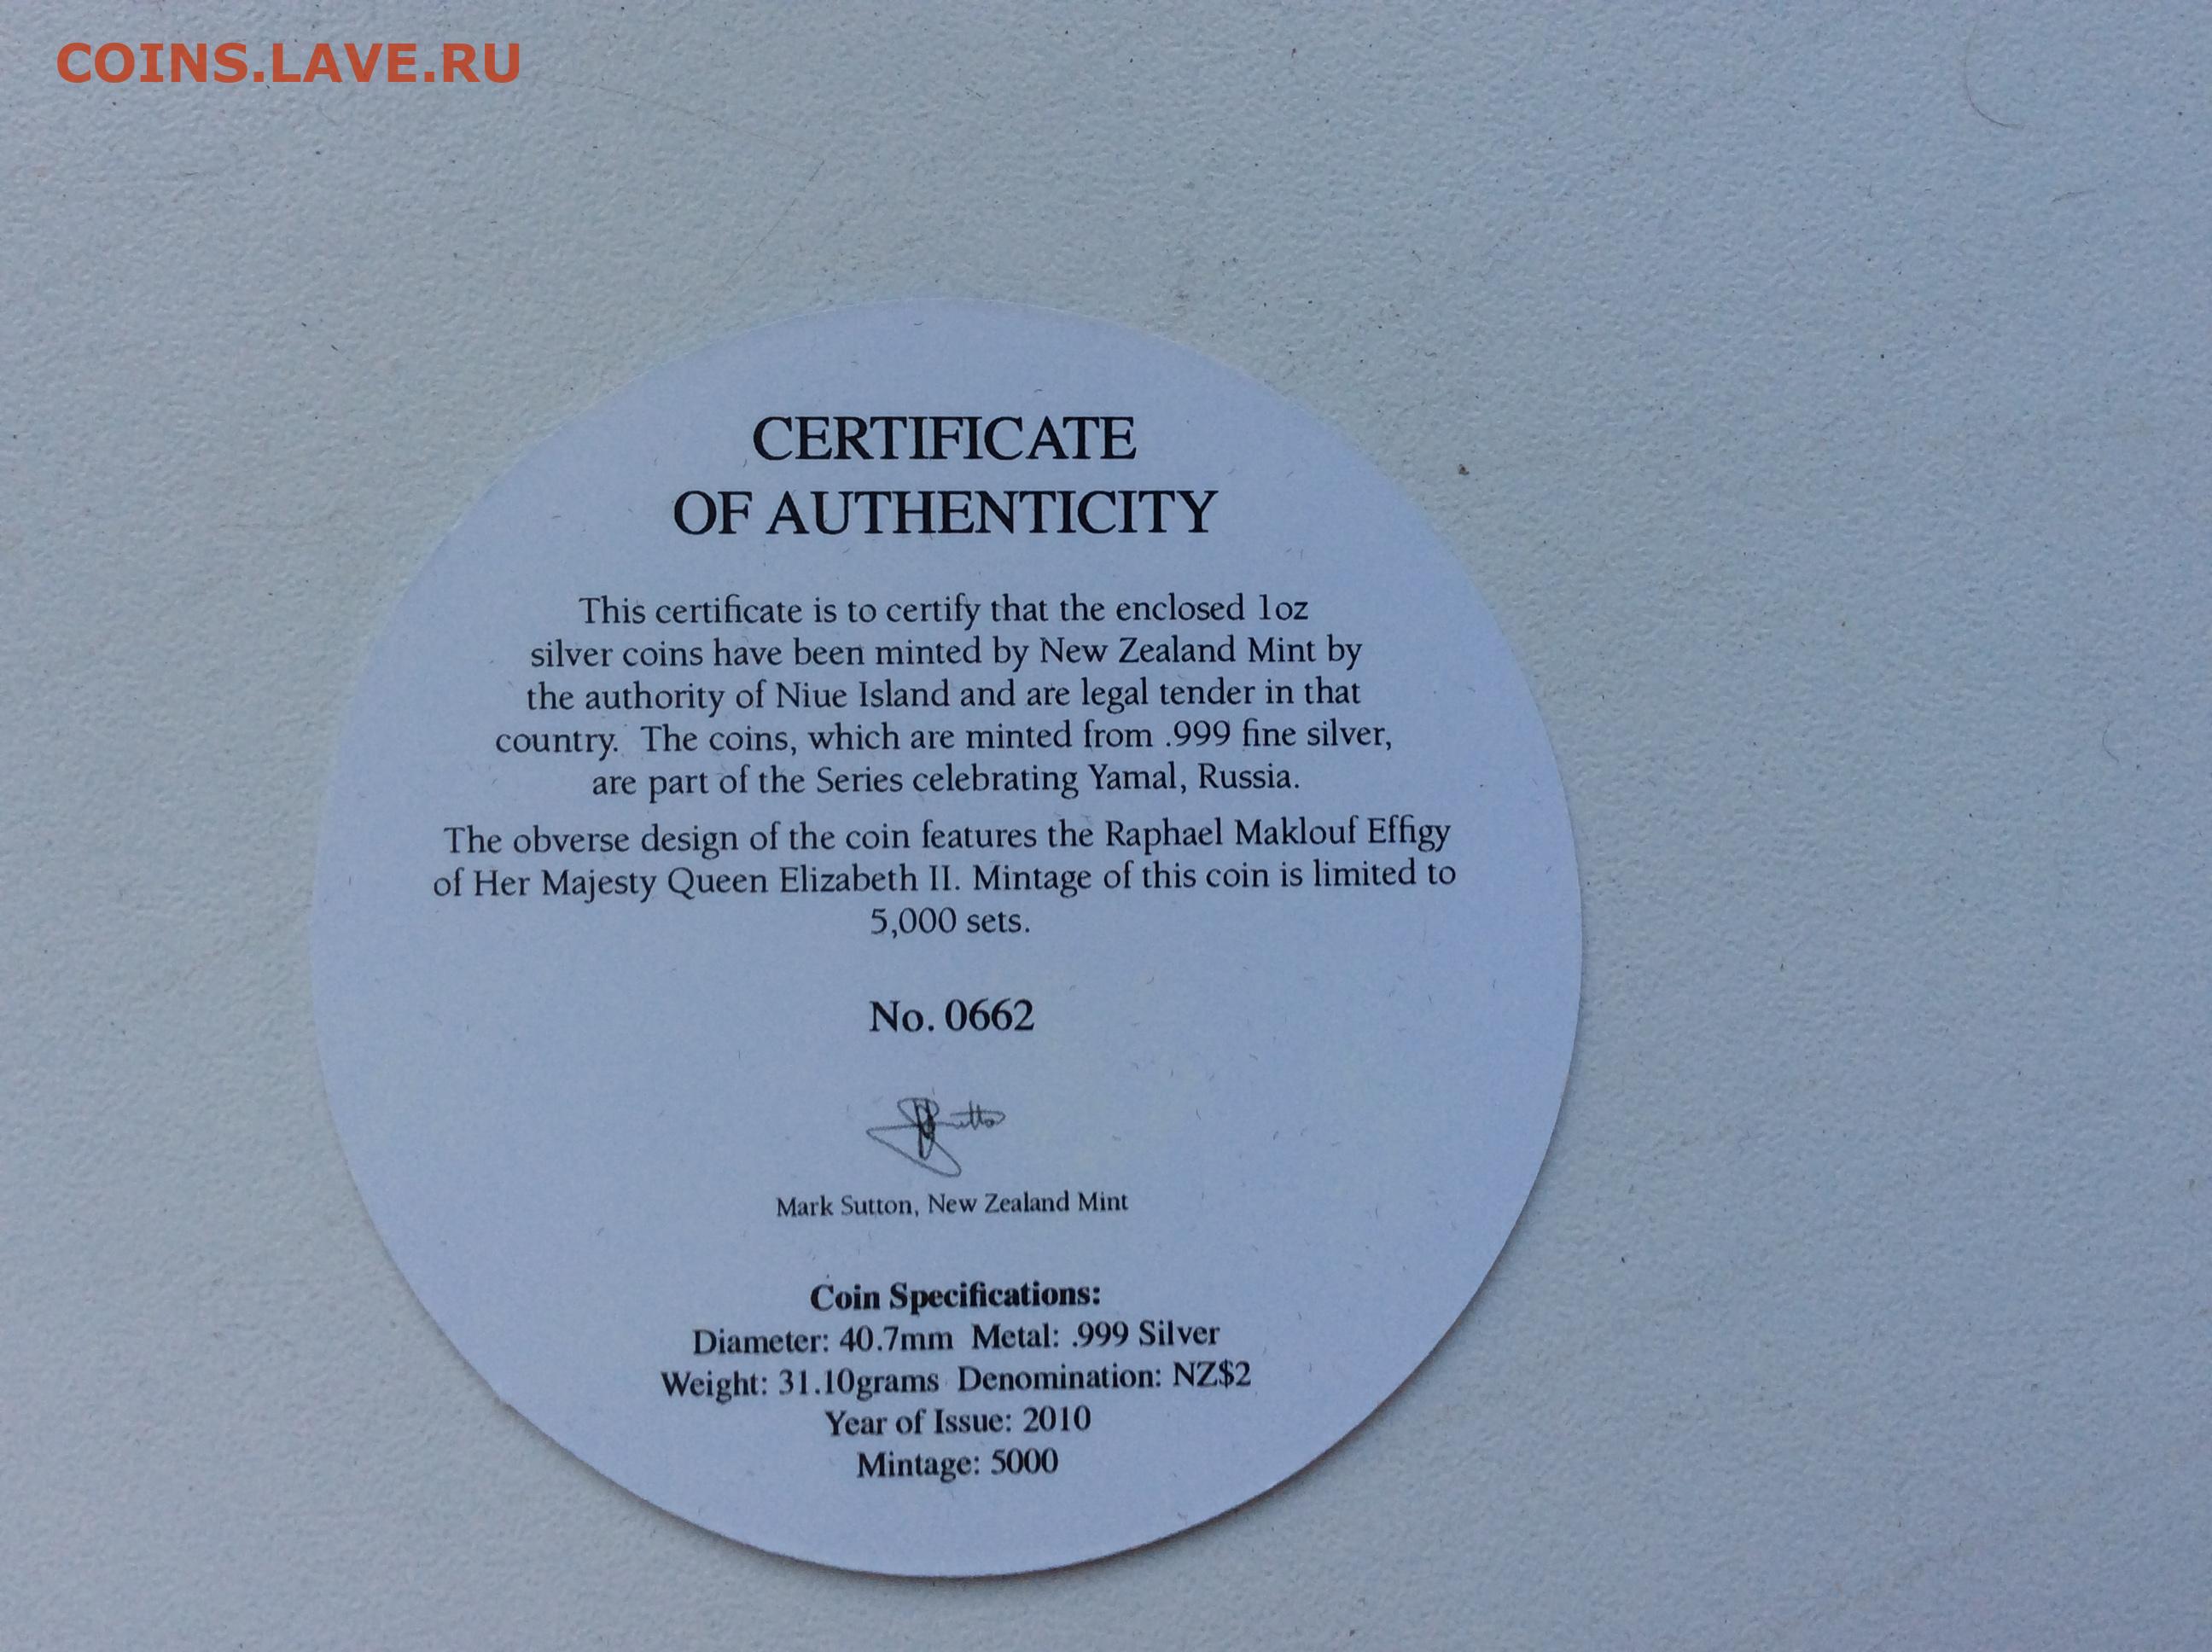 COINS.LAVE.RU
CERTIFICATE
OF AUTHENTICITY
This certificate is to certify that the enclosed 1oz
silver coins have been minted by New Zealand Mint by
the authority of Niue Island and are legal tender in that
country. The coins, which are minted from .999 fine silver,
are part of the Series celebrating Yamal, Russia.
The obverse design of the coin features the Raphael Maklouf Effigy
of Her Majesty Queen Elizabeth II. Mintage of this coin is limited to
5,000 sets.
No. 0662
Mark Sutton, New Zealand Mint
Coin Specifications:
Diameter: 40.7mm Metal: .999 Silver
Weight: 31.10grams Denomination: NZ$2
Year of Issue: 2010
Mintage: 5000